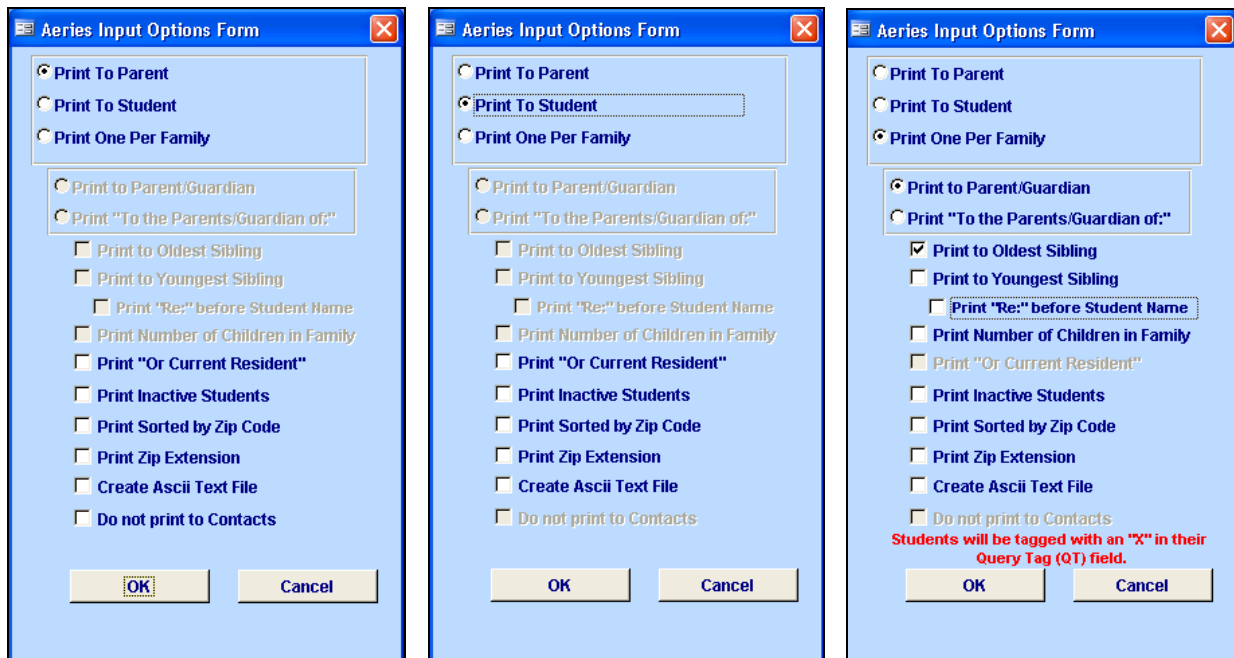 Aeries Input Options Form
Print To Parent
Print To Student
Print One Per Family
Print to Parent/Guardian
Print "To the Parents/Guardian of:"
Print to Oldest Sibling
Print to Youngest Sibling
Print "Re:" before Student Name
Print Number of Children in Family
Print "Or Current Resident"
Print Inactive Students
Print Sorted by Zip Code
Print Zip Extension
Create Ascii Text File
Do not print to Contacts
OK Cancel
Aeries Input Options Form
Print To Parent
Print To Student
Print One Per Family
Print to Parent/Guardian
Print "To the Parents/Guardian of:"
Print to Oldest Sibling
Print to Youngest Sibling
Print "Re:" before Student Name
Print Number of Children in Family
Print "Or Current Resident"
Print Inactive Students
Print Sorted by Zip Code
Print Zip Extension
Create Ascii Text File
Do not print to Contacts
OK Cancel
Aeries Input Options Form
Print To Parent
Print To Student
Print One Per Family
Print to Parent/Guardian
Print "To the Parents/Guardian of:"
Print to Oldest Sibling
Print to Youngest Sibling
Print "Re:" before Student Name
Print Number of Children in Family
Print "Or Current Resident"
Print Inactive Students
Print Sorted by Zip Code
Print Zip Extension
Create Ascii Text File
Do not print to Contacts
Students will be tagged with an "X" in their
Query Tag (QT) field.
OK Cancel